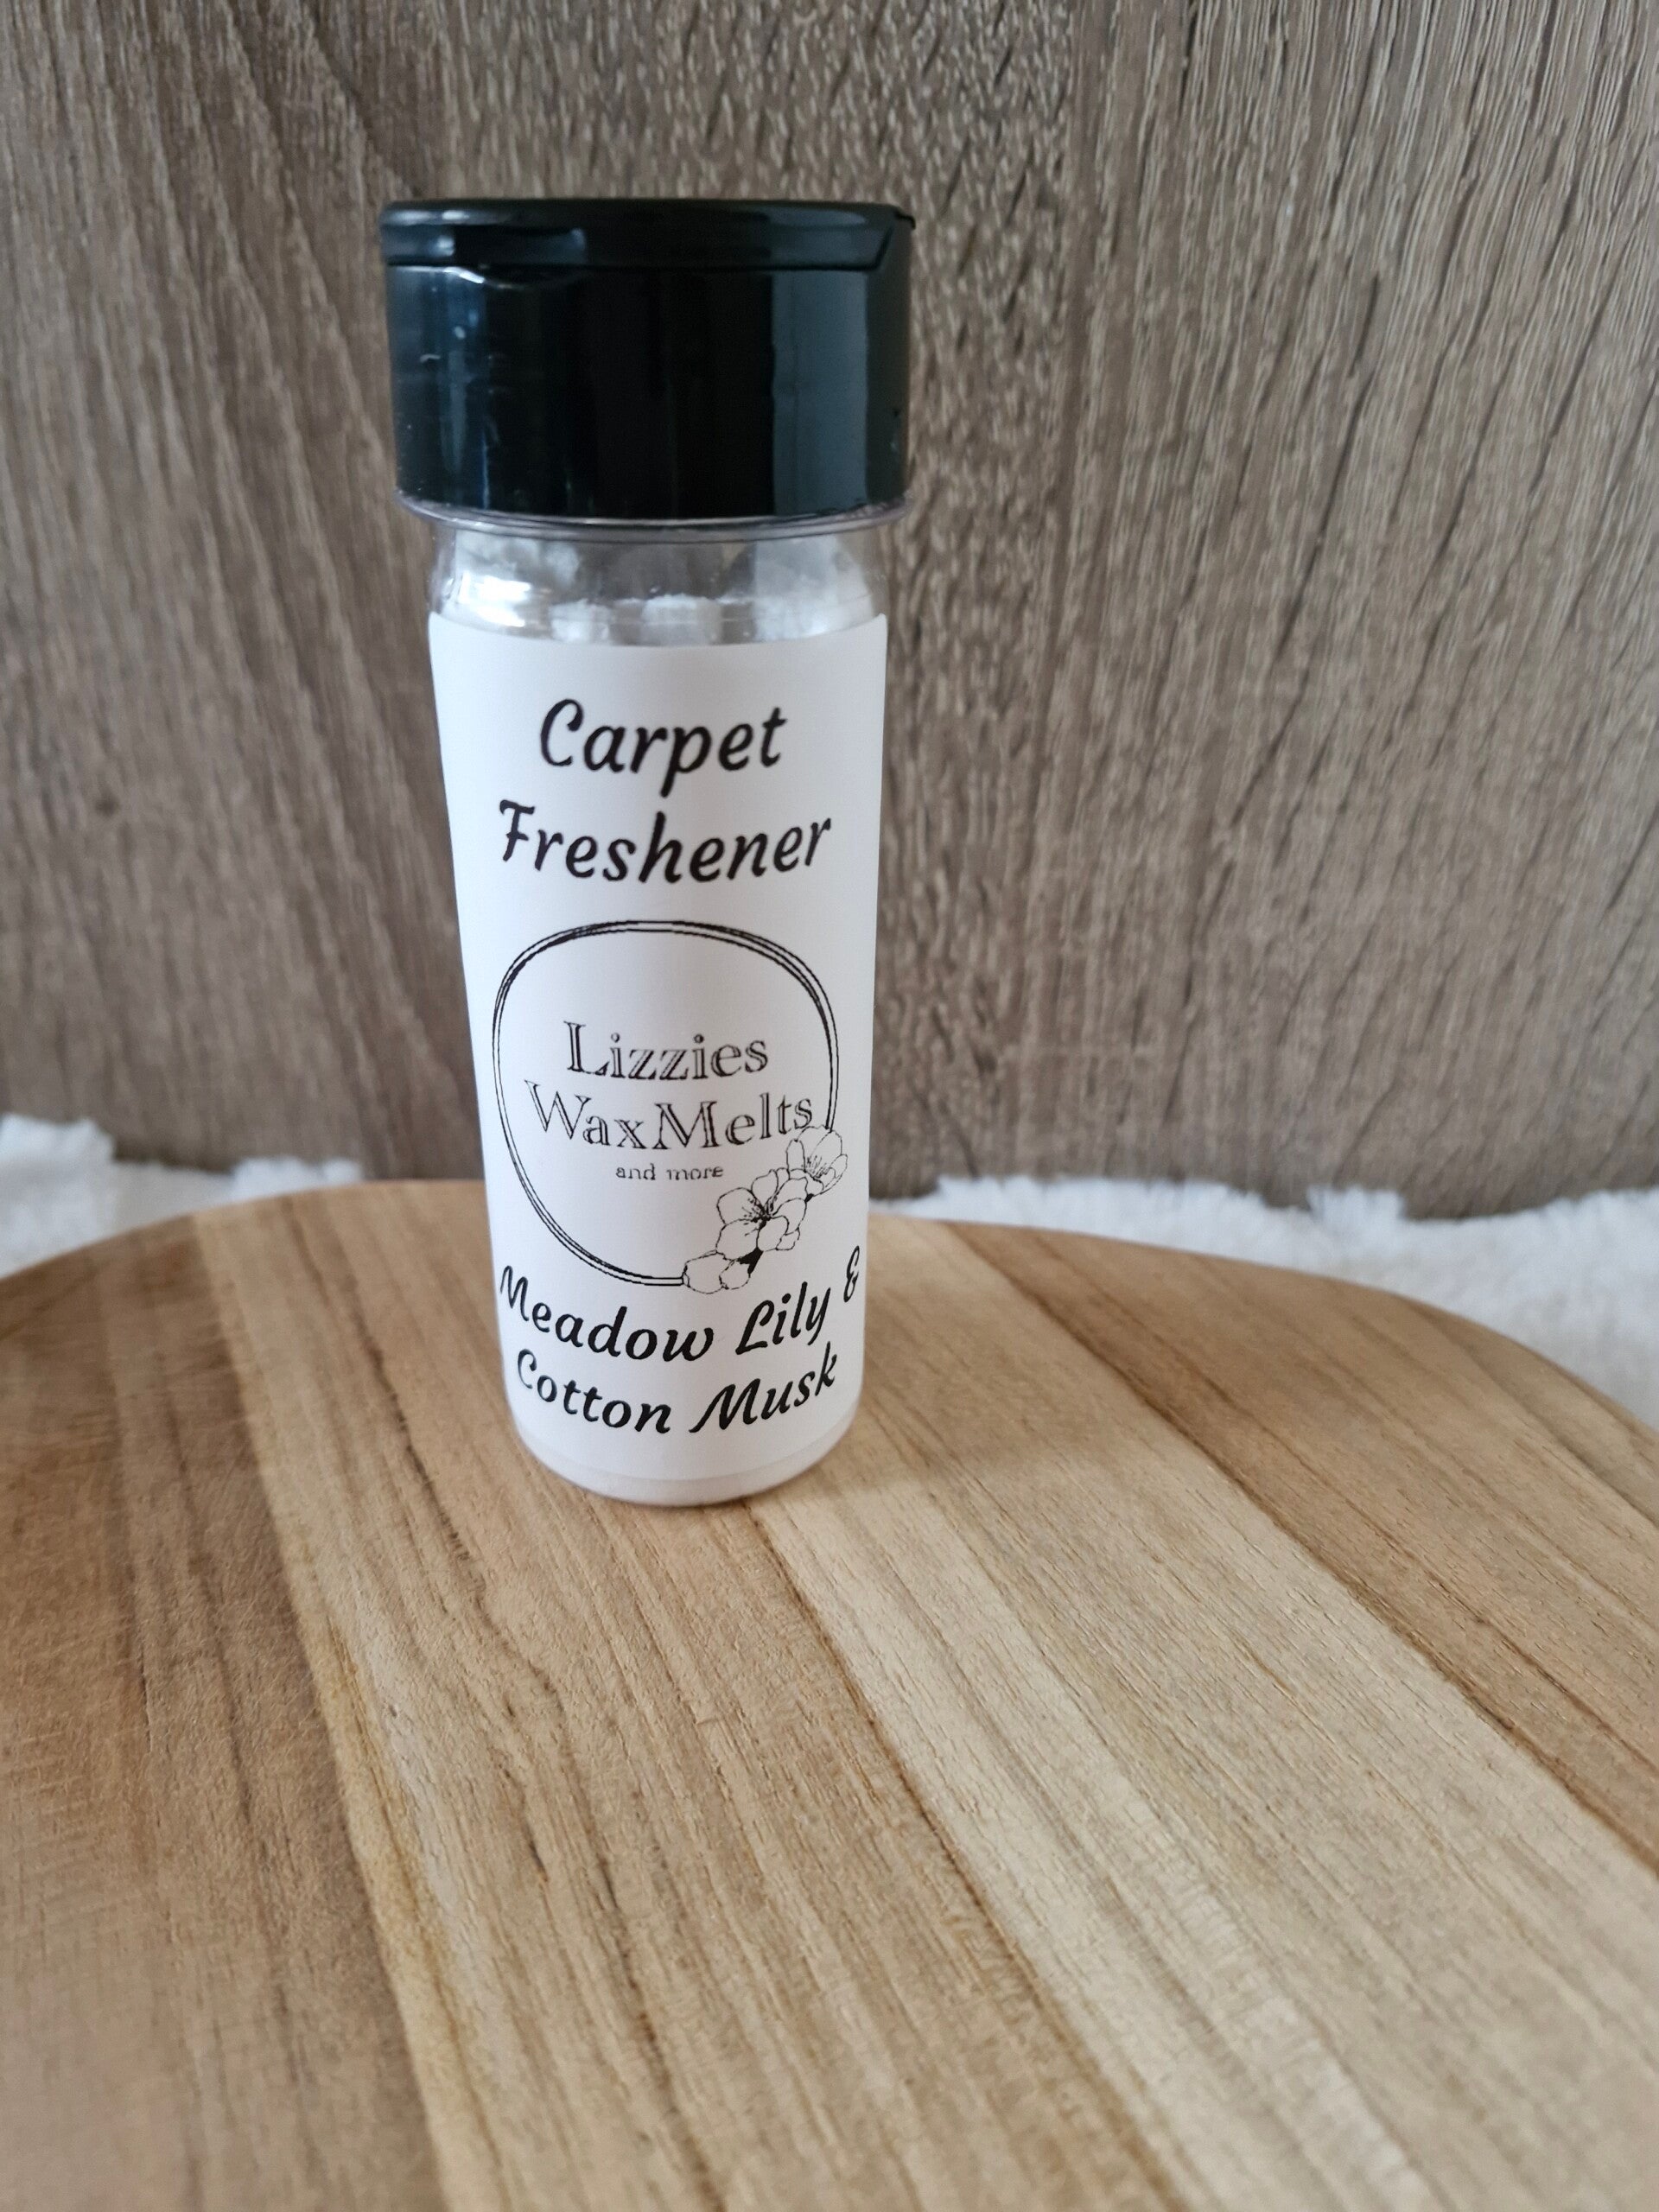 Carpet
Freshener
Lizzies
WaxMelts
and more
Meadow Lily &
Cotton Musk